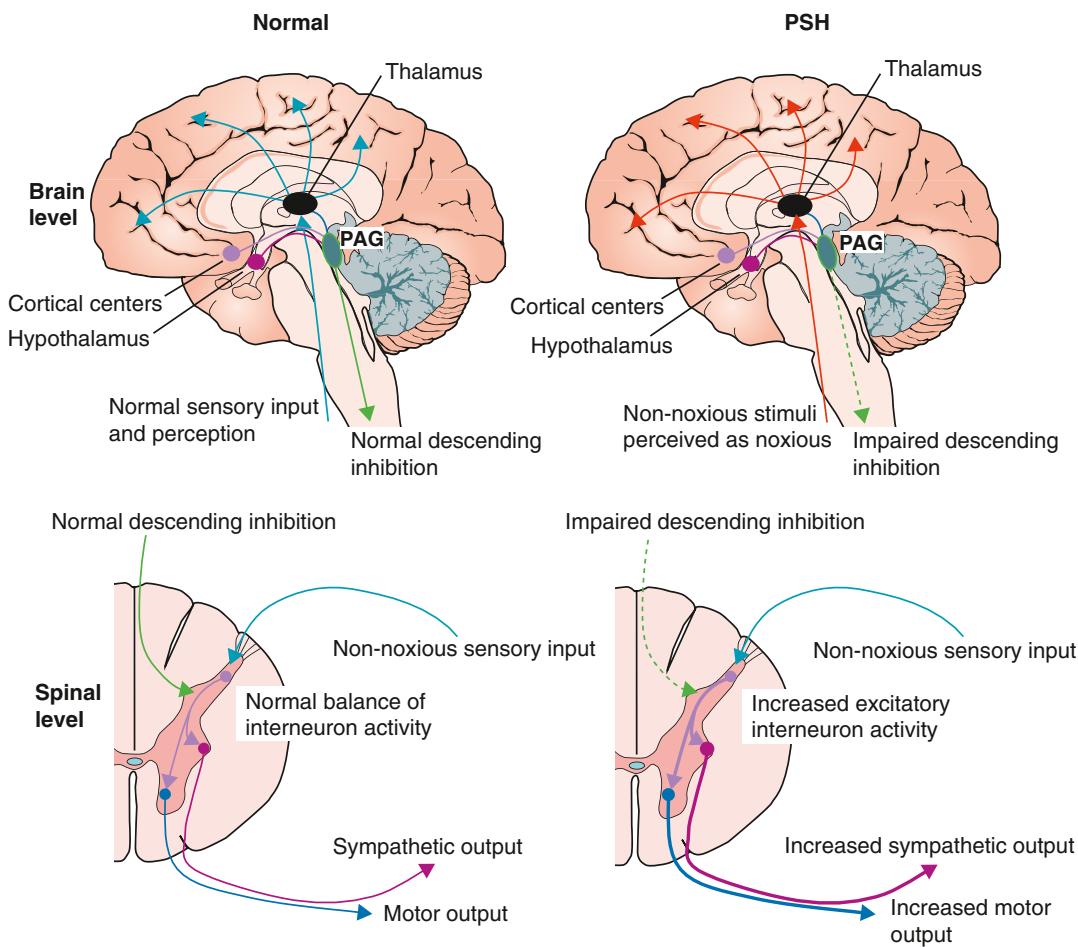 Normal
PSH
Thalamus
Thalamus
Brain
level
PAG
PAG
Cortical centers
Hypothalamus
Cortical centers
Hypothalamus
Normal sensory input
and perception
Normal descending
inhibition
Non-noxious stimuli
perceived as noxious
Impaired descending
inhibition
Normal descending inhibition
Impaired descending inhibition
Non-noxious sensory input
Non-noxious sensory input
Spinal
level
Normal balance of
interneuron activity
Increased excitatory
interneuron activity
Sympathetic output
Motor output
Increased sympathetic output
Increased motor
output